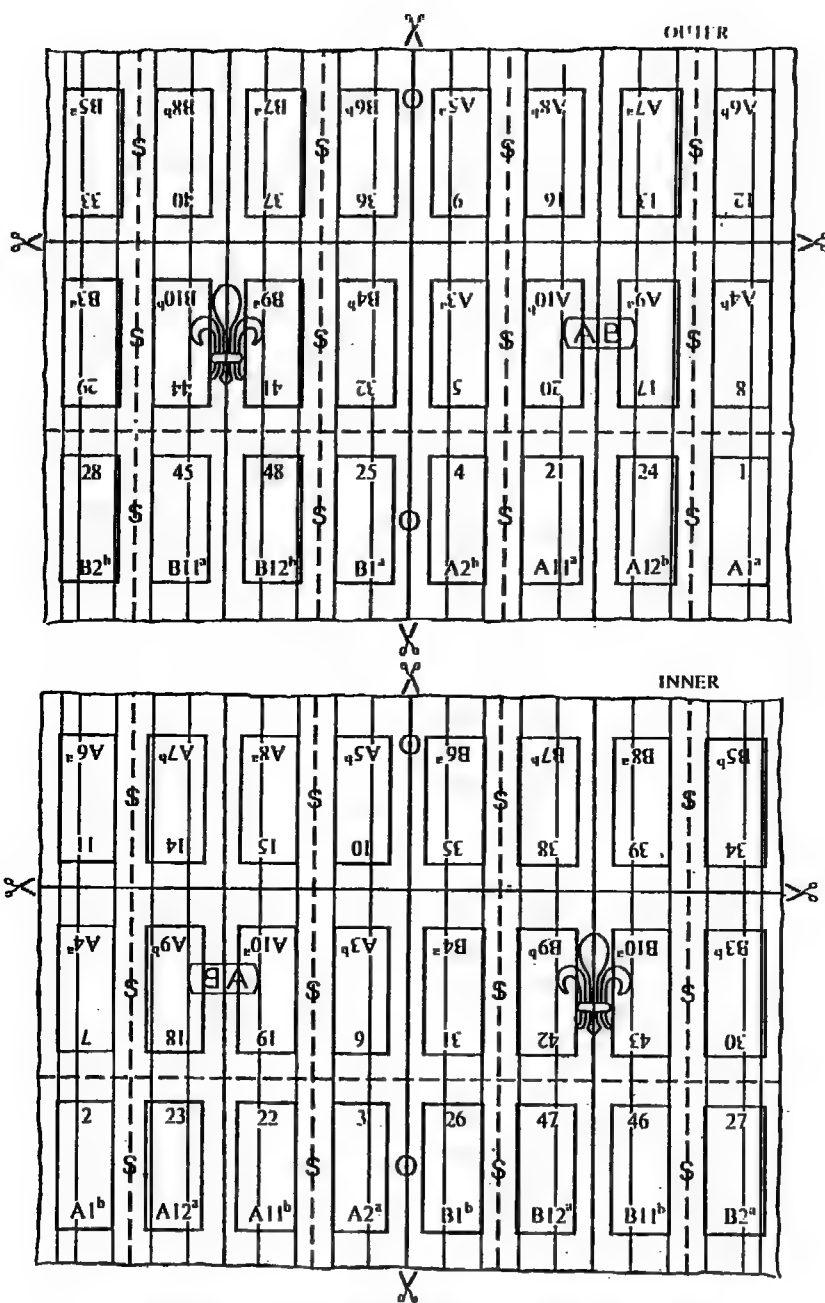 OUTER
B5ᵃ B8ᵇ B7ᵃ B6ᵇ A5ᵃ A8ᵇ A7ᵃ A6ᵇ
33 40 37 36 9 16 13 12
B3ᵃ B10ᵇ B9ᵃ B4ᵇ A3ᵃ A10ᵇ A9ᵃ A4ᵇ
A B
29 44 41 32 5 20 17 8
28 45 48 25 4 21 24 1
B2ᵇ B11ᵃ B12ᵇ B1ᵃ A2ᵇ A11ᵃ A12ᵇ A1ᵃ
INNER
A6ᵃ A7ᵇ A8ᵃ A5ᵇ B6ᵃ B7ᵇ B8ᵃ B5ᵇ
11 14 15 10 35 38 39 34
A4ᵃ A9ᵇ A10ᵃ A3ᵇ B4ᵃ B9ᵇ B10ᵃ B3ᵇ
B A
7 18 19 6 31 42 43 30
2 23 22 3 26 47 46 27
A1ᵇ A12ᵃ A11ᵇ A2ᵃ B1ᵇ B12ᵃ B11ᵇ B2ᵃ